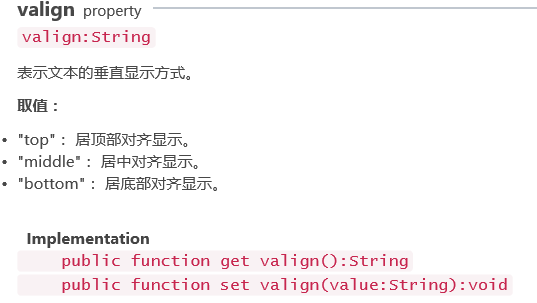 valign property
valign:String
表示文本的垂直显示方式。
取值：
• "top" ： 居顶部对齐显示。
• "middle" ： 居中对齐显示。
• "bottom" ： 居底部对齐显示。
Implementation
public function get valign():String
public function set valign(value:String):void